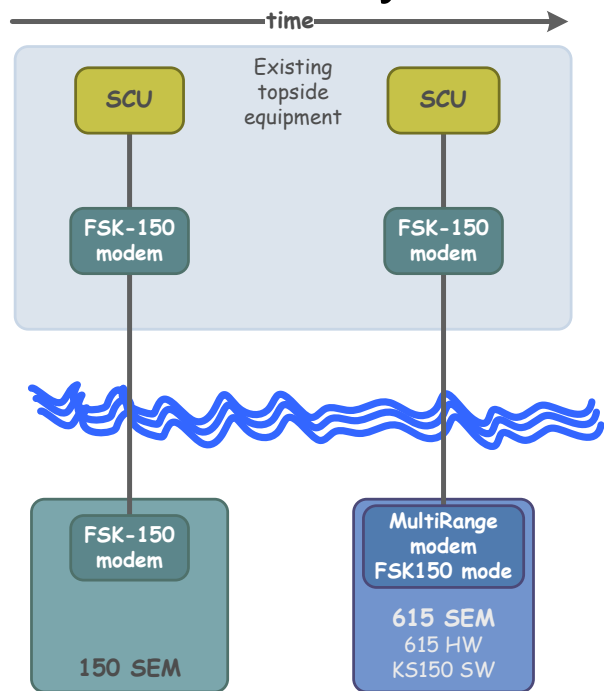 time
Existing
topside
equipment
SCU
SCU
FSK-150
modem
FSK-150
modem
FSK-150
modem
MultiRange
modem
FSK150 mode
150 SEM
615 SEM
615 HW
KS150 SW